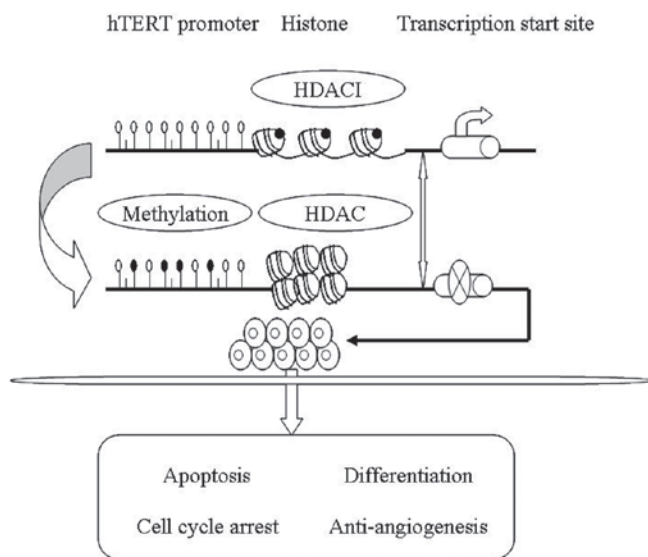 hTERT promoter Histone Transcription start site
HDACI
Methylation HDAC
Apoptosis Differentiation
Cell cycle arrest Anti-angiogenesis